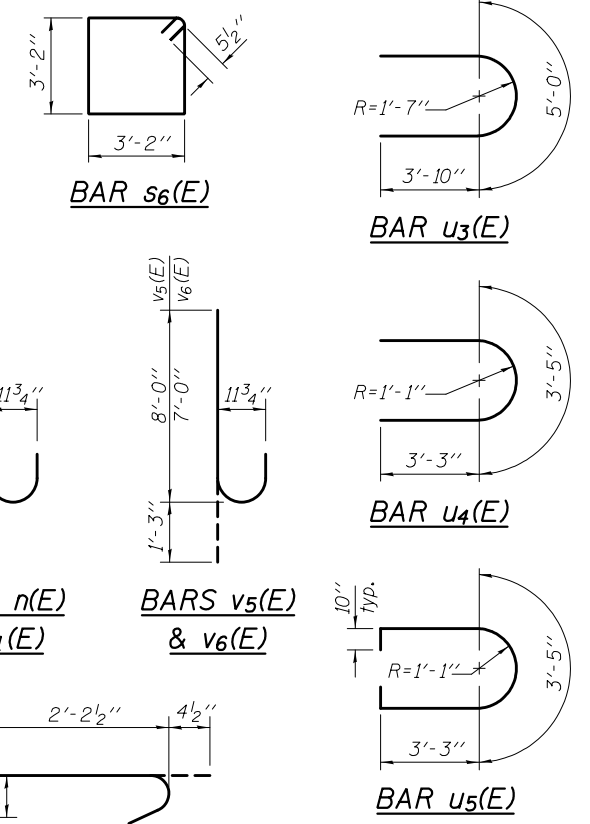 3'-2"
5½"
3'-2"
BAR s6(E)
5'-0"
R=1'-7"
3'-10"
BAR u3(E)
v5(E)
v6(E)
11¾"
8'-0"
7'-0"
11¾"
1'-3"
n(E)
(E)
BARS v5(E)
& v6(E)
3'-5"
R=1'-1"
3'-3"
BAR u4(E)
10"
typ.
R=1'-1"
3'-5"
3'-3"
BAR u5(E)
2'-2½"
4½"